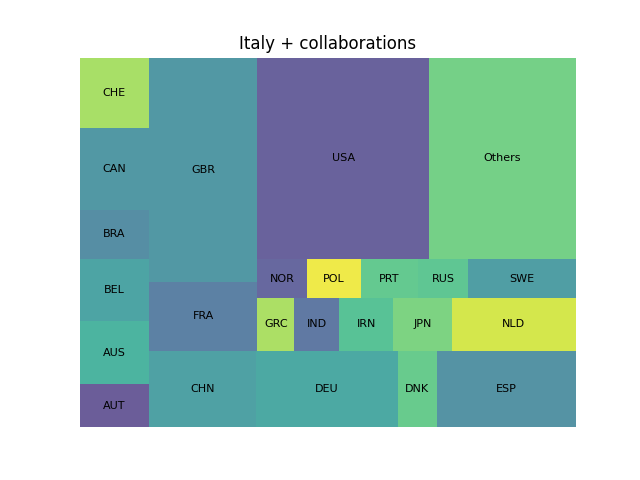 Italy + collaborations
CHE
CAN
BRA
BEL
AUS
AUT
GBR
FRA
CHN
USA
Others
NOR
POL
PRT
RUS
SWE
GRC
IND
IRN
JPN
NLD
DEU
DNK
ESP